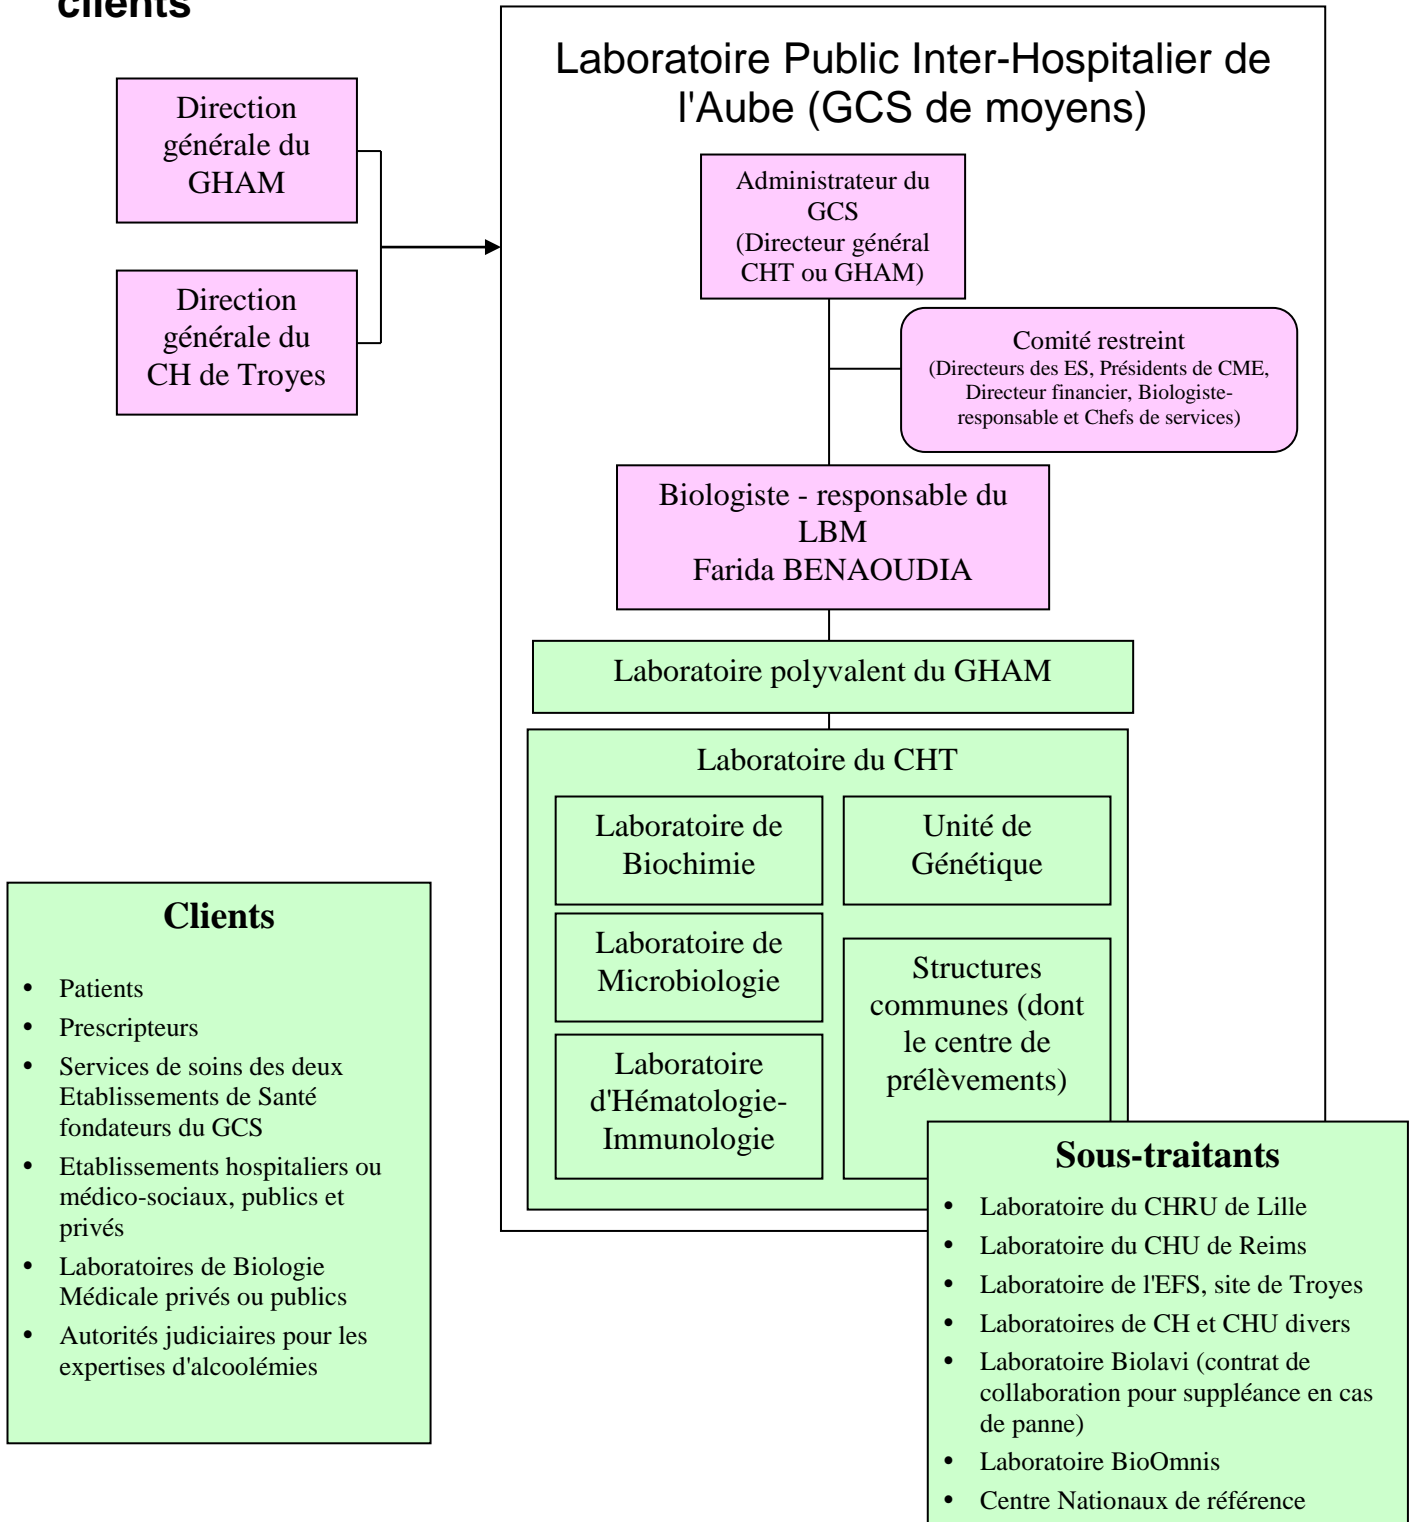 clients
Laboratoire Public Inter-Hospitalier de
l'Aube (GCS de moyens)
Direction
générale du
GHAM
Direction
générale du
CH de Troyes
Administrateur du
GCS
(Directeur général
CHT ou GHAM)
Comité restreint
(Directeurs des ES, Présidents de CME,
Directeur financier, Biologiste-
responsable et Chefs de services)
Biologiste - responsable du
LBM
Farida BENAOUDIA
Laboratoire polyvalent du GHAM
Laboratoire du CHT
Laboratoire de
Biochimie
Unité de
Génétique
Laboratoire de
Microbiologie
Structures
communes (dont
le centre de
prélèvements)
Laboratoire
d'Hématologie-
Immunologie
Clients
• Patients
• Prescripteurs
• Services de soins des deux
Etablissements de Santé
fondateurs du GCS
• Etablissements hospitaliers ou
médico-sociaux, publics et
privés
• Laboratoires de Biologie
Médicale privés ou publics
• Autorités judiciaires pour les
expertises d'alcoolémies
Sous-traitants
• Laboratoire du CHRU de Lille
• Laboratoire du CHU de Reims
• Laboratoire de l'EFS, site de Troyes
• Laboratoires de CH et CHU divers
• Laboratoire Biolavi (contrat de
collaboration pour suppléance en cas
de panne)
• Laboratoire BioOmnis
• Centre Nationaux de référence